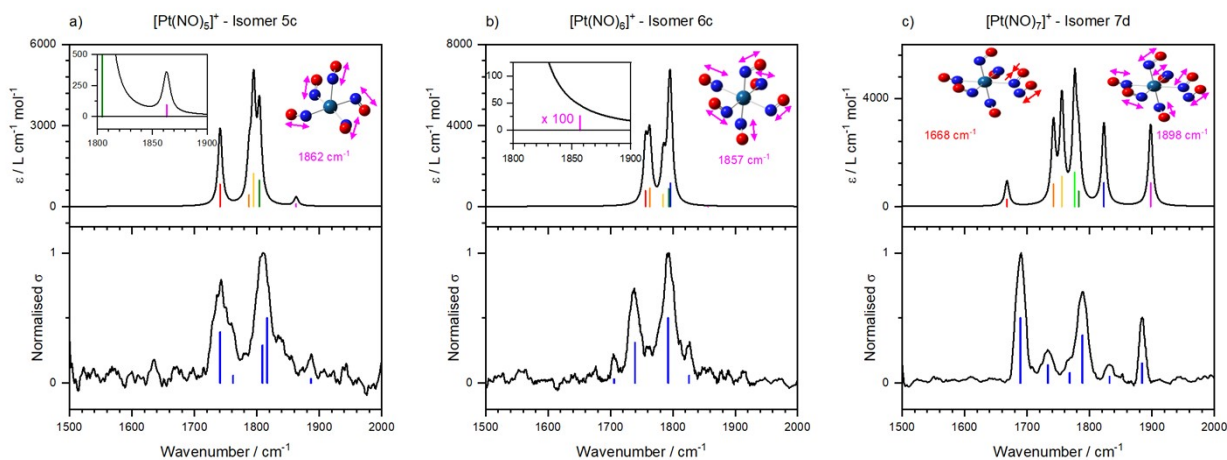 a) [Pt(NO)₅]⁺ - Isomer 5c
6000
3000
0
ε / L cm⁻¹ mol⁻¹
500
250
0
1800 1850 1900
1862 cm⁻¹
1
0
Normalised σ
1500 1600 1700 1800 1900 2000
Wavenumber / cm⁻¹
b) [Pt(NO)₆]⁺ - Isomer 6c
8000
4000
0
ε / L cm⁻¹ mol⁻¹
100
50
0
x 100
1800 1850 1900
1857 cm⁻¹
1
0
Normalised σ
1500 1600 1700 1800 1900 2000
Wavenumber / cm⁻¹
c) [Pt(NO)₇]⁺ - Isomer 7d
4000
0
ε / L cm⁻¹ mol⁻¹
1668 cm⁻¹
1898 cm⁻¹
1
0
Normalised σ
1500 1600 1700 1800 1900 2000
Wavenumber / cm⁻¹